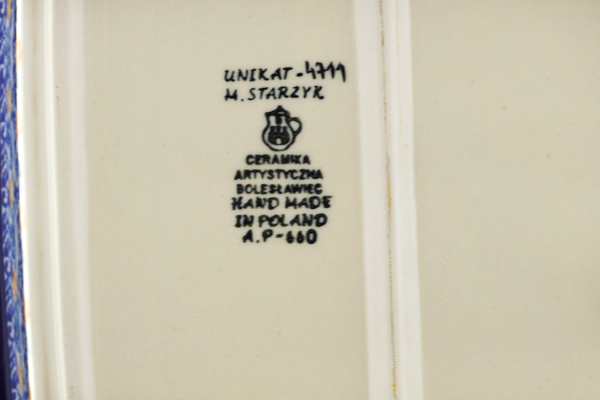 UNIKAT-4711
M. STARZYK
CERAMIKA
ARTYSTYCZNA
BOLESŁAWIEC
HAND MADE
IN POLAND
A.P-660